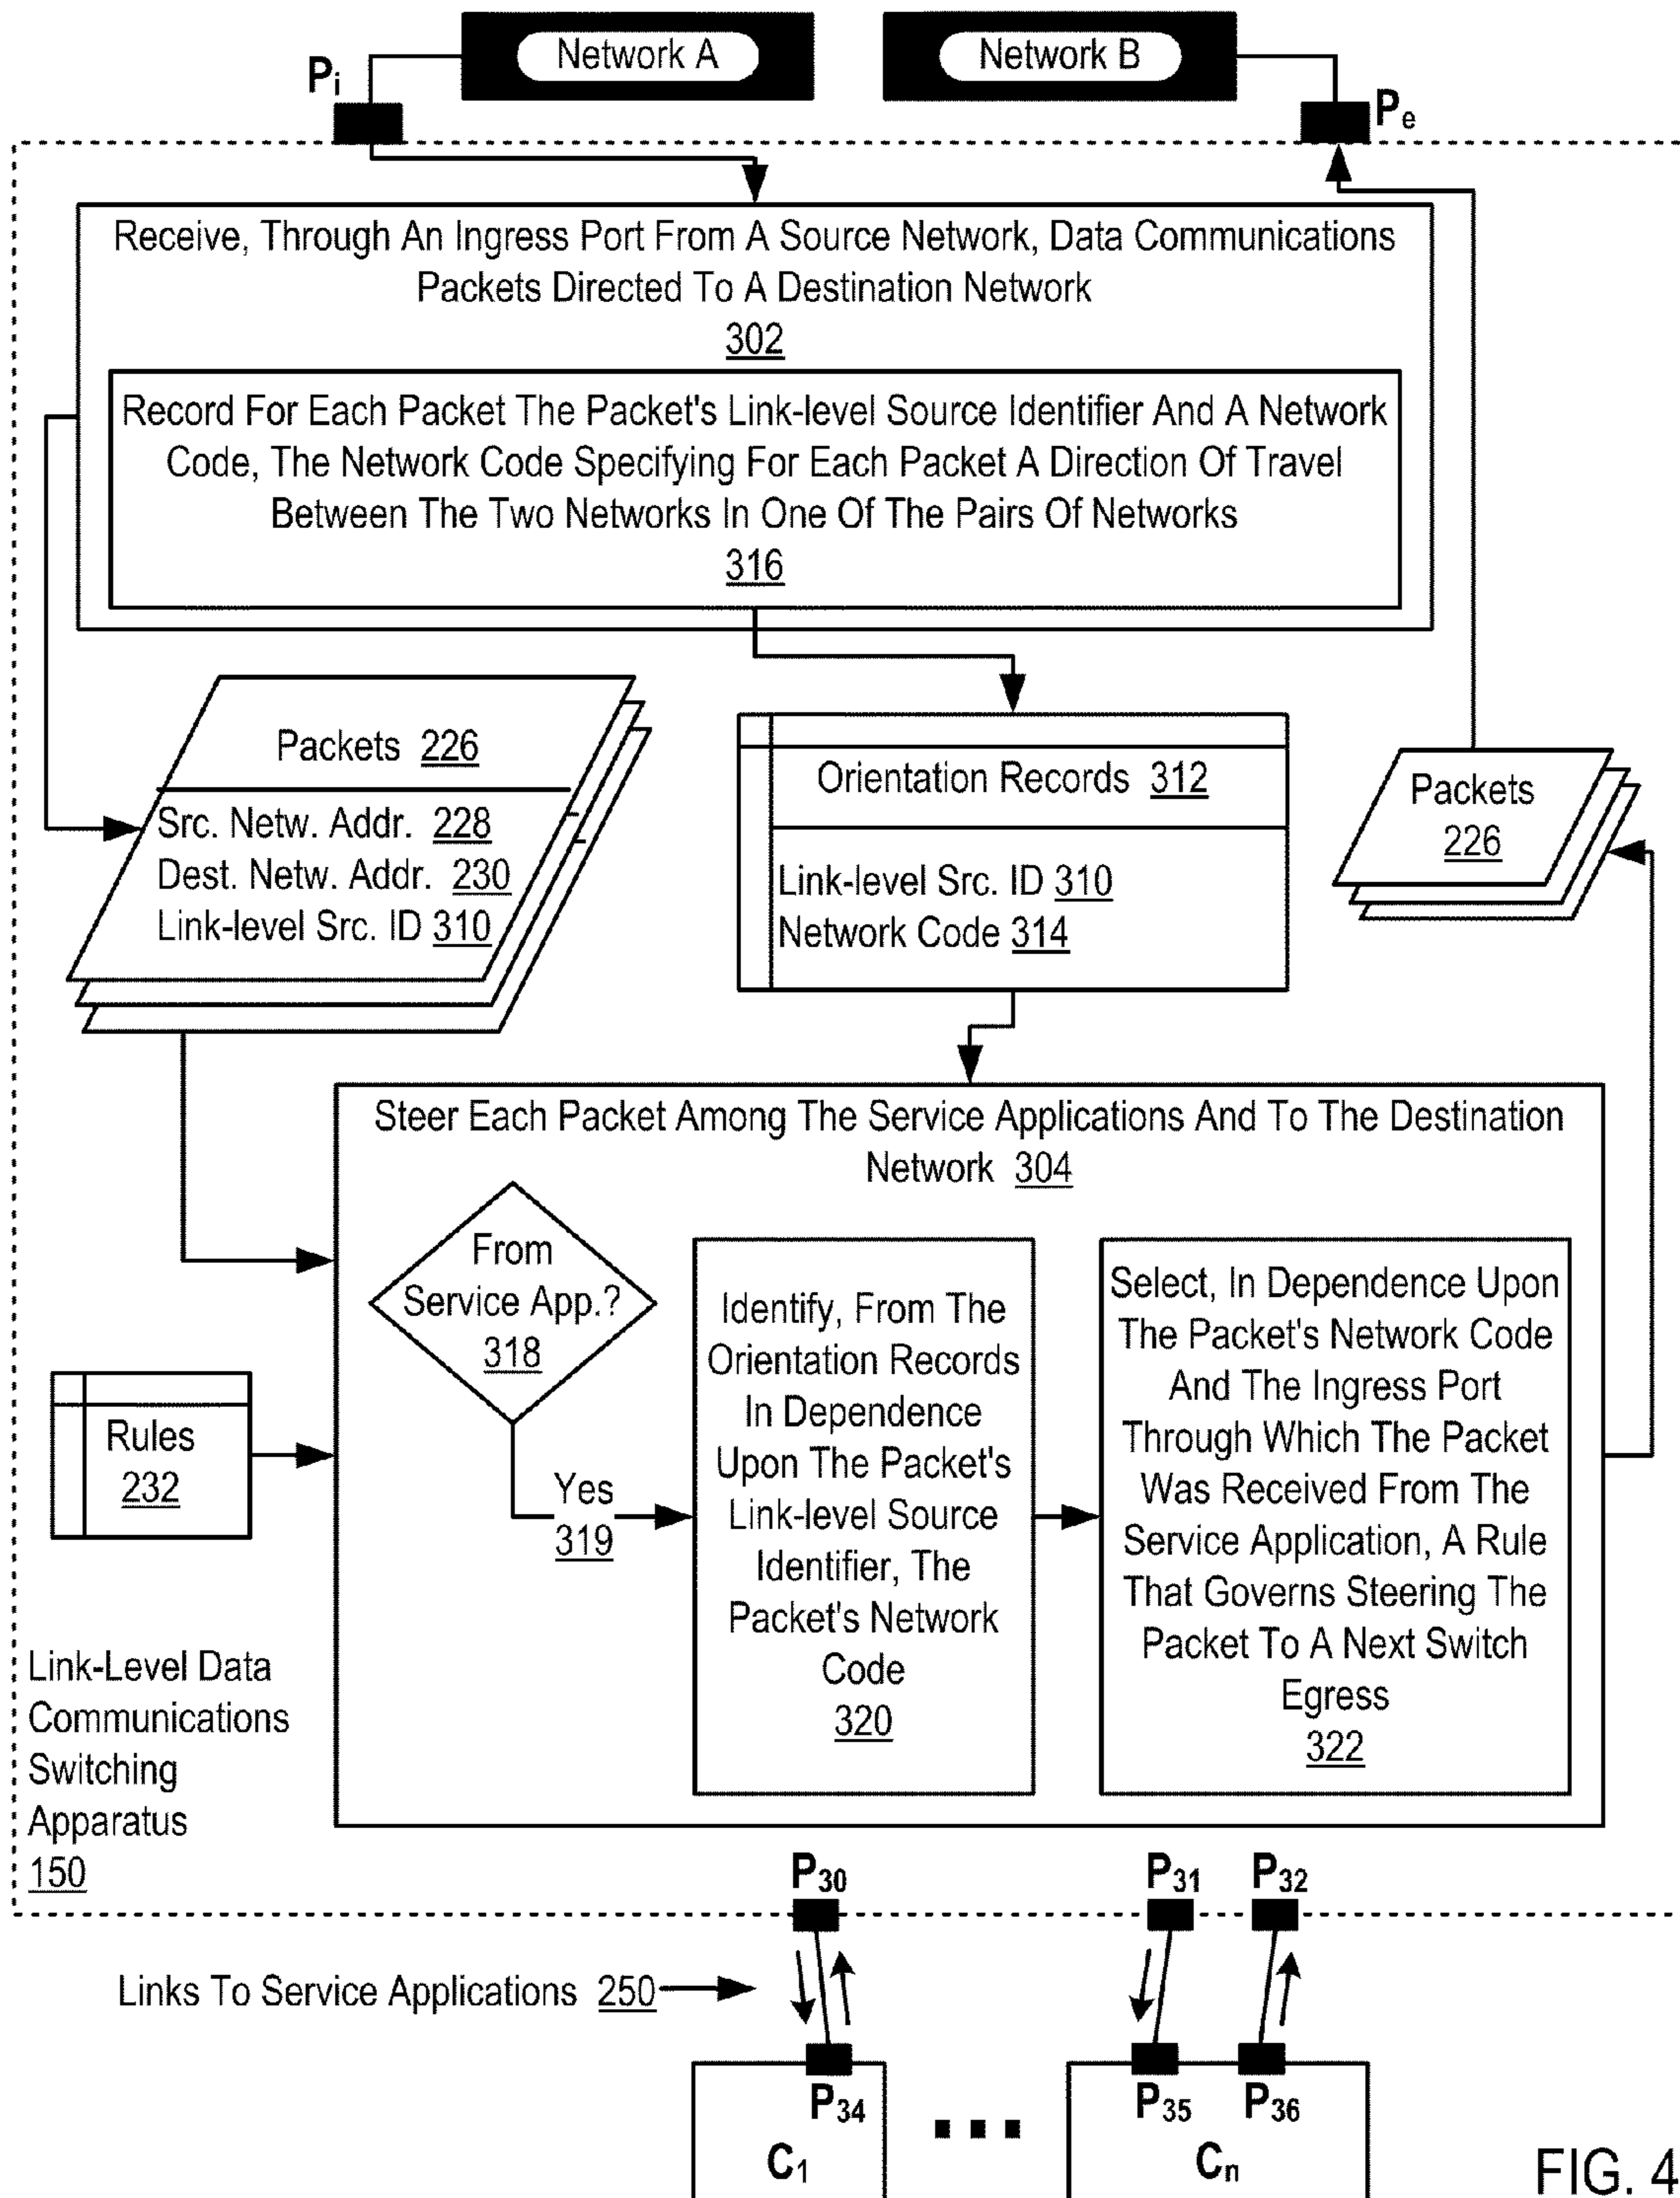 Network A
Network B
Pi
Pe
Receive, Through An Ingress Port From A Source Network, Data Communications
Packets Directed To A Destination Network
302
Record For Each Packet The Packet's Link-level Source Identifier And A Network
Code, The Network Code Specifying For Each Packet A Direction Of Travel
Between The Two Networks In One Of The Pairs Of Networks
316
Packets 226
Src. Netw. Addr. 228
Dest. Netw. Addr. 230
Link-level Src. ID 310
Orientation Records 312
Link-level Src. ID 310
Network Code 314
Packets
226
Steer Each Packet Among The Service Applications And To The Destination
Network 304
From
Service App.?
318
Yes
319
Identify, From The
Orientation Records
In Dependence
Upon The Packet's
Link-level Source
Identifier, The
Packet's Network
Code
320
Select, In Dependence Upon
The Packet's Network Code
And The Ingress Port
Through Which The Packet
Was Received From The
Service Application, A Rule
That Governs Steering The
Packet To A Next Switch
Egress
322
Rules
232
Link-Level Data
Communications
Switching
Apparatus
150
P30
P31
P32
Links To Service Applications 250
P34
P35
P36
C1
Cn
FIG. 4